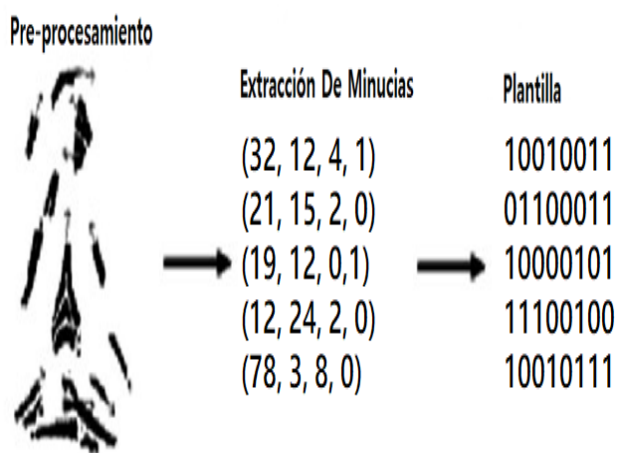 Pre-procesamiento
Extracción De Minucias
Plantilla
(32, 12, 4, 1)
10010011
(21, 15, 2, 0)
01100011
(19, 12, 0,1)
10000101
(12, 24, 2, 0)
11100100
(78, 3, 8, 0)
10010111